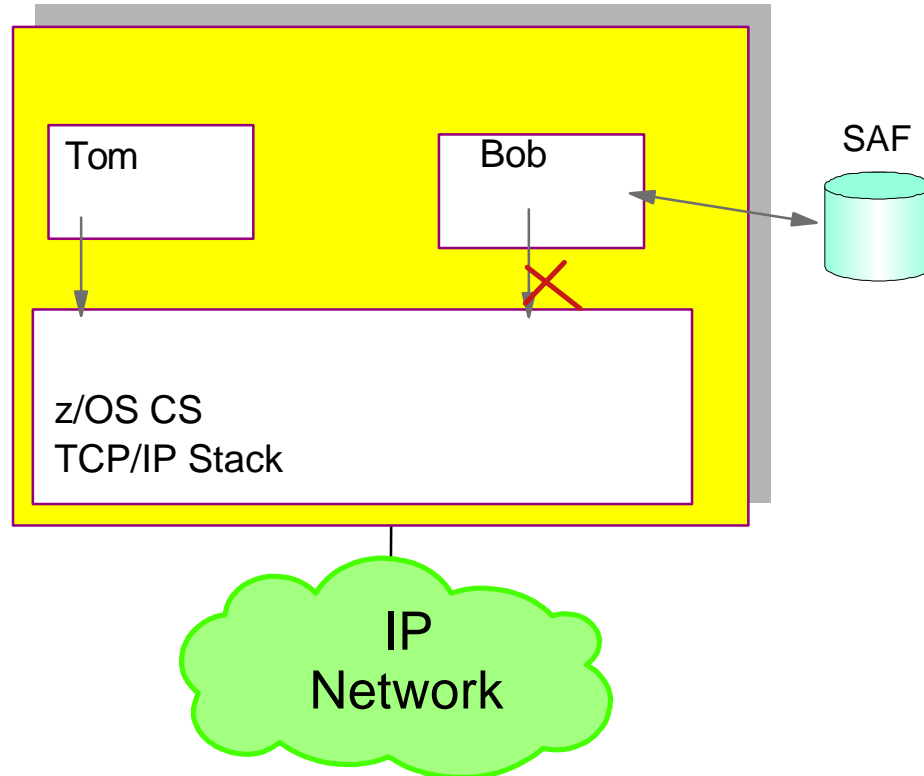 Tom
Bob
SAF
z/OS CS
TCP/IP Stack
IP
Network